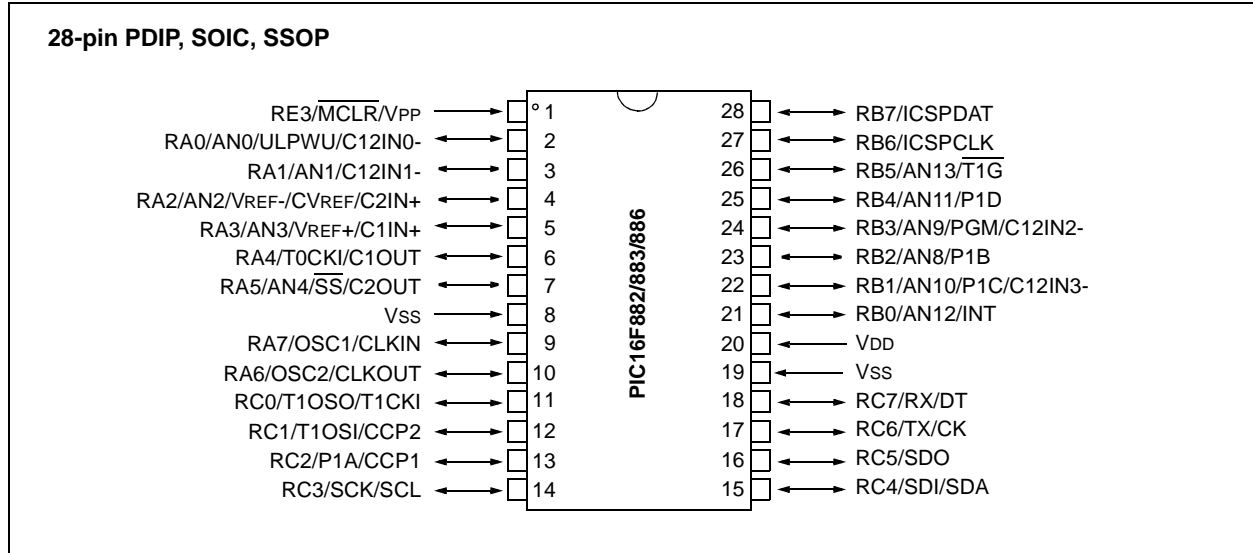 28-pin PDIP, SOIC, SSOP
RE3/MCLR/VPP 1 28 RB7/ICSPDAT
RA0/AN0/ULPWU/C12IN0- 2 27 RB6/ICSPCLK
RA1/AN1/C12IN1- 3 26 RB5/AN13/T1G
RA2/AN2/VREF-/CVREF/C2IN+ 4 25 RB4/AN11/P1D
RA3/AN3/VREF+/C1IN+ 5 24 RB3/AN9/PGM/C12IN2-
RA4/T0CKI/C1OUT 6 23 RB2/AN8/P1B
RA5/AN4/SS/C2OUT 7 22 RB1/AN10/P1C/C12IN3-
VSS 8 21 RB0/AN12/INT
RA7/OSC1/CLKIN 9 20 VDD
RA6/OSC2/CLKOUT 10 19 VSS
RC0/T1OSO/T1CKI 11 18 RC7/RX/DT
RC1/T1OSI/CCP2 12 17 RC6/TX/CK
RC2/P1A/CCP1 13 16 RC5/SDO
RC3/SCK/SCL 14 15 RC4/SDI/SDA
PIC16F882/883/886